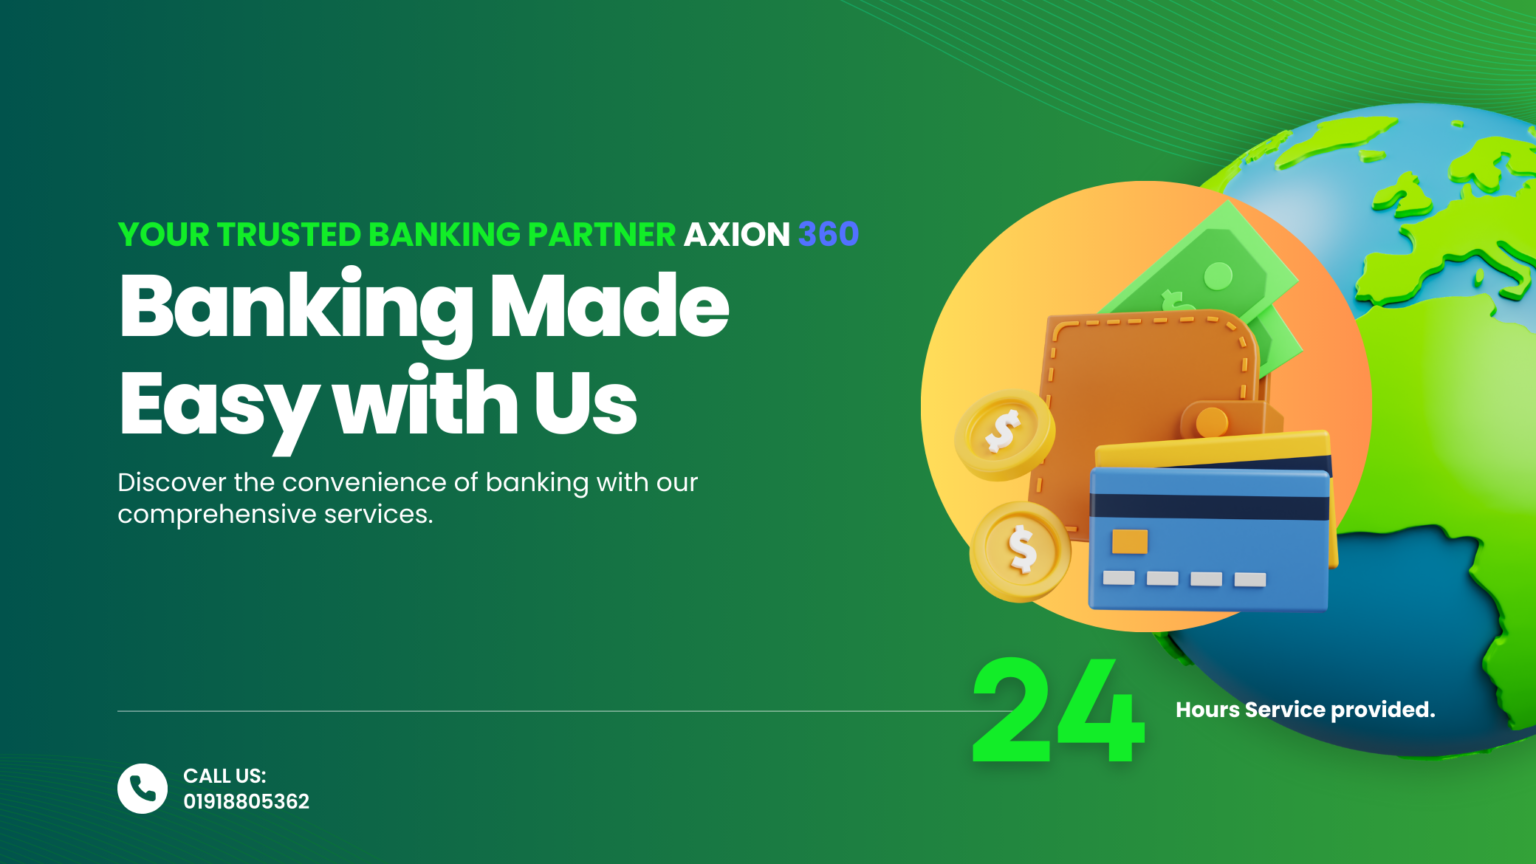 YOUR TRUSTED BANKING PARTNER AXION 360
Banking Made
Easy with Us
Discover the convenience of banking with our
comprehensive services.
$
$
$
24
Hours Service provided.
CALL US:
01918805362